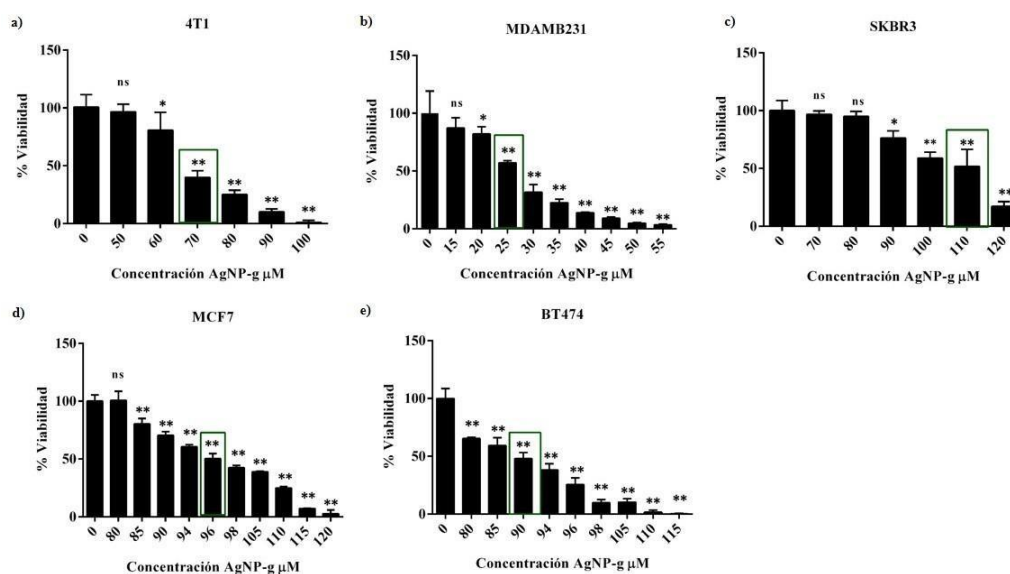 a)
4T1
% Viabilidad
150
100
50
0
ns
*
**
**
**
**
0 50 60 70 80 90 100
Concentración AgNP-g μM
b)
MDAMB231
% Viabilidad
150
100
50
0
ns
*
**
**
**
**
**
**
**
0 15 20 25 30 35 40 45 50 55
Concentración AgNP-g μM
c)
SKBR3
% Viabilidad
150
100
50
0
ns
ns
*
**
**
**
0 70 80 90 100 110 120
Concentración AgNP-g μM
d)
MCF7
% Viabilidad
150
100
50
0
ns
**
**
**
**
**
**
**
**
**
0 80 85 90 94 96 98 105 110 115 120
Concentración AgNP-g μM
e)
BT474
% Viabilidad
150
100
50
0
**
**
**
**
**
**
**
**
**
0 80 85 90 94 96 98 105 110 115
Concentración AgNP-g μM